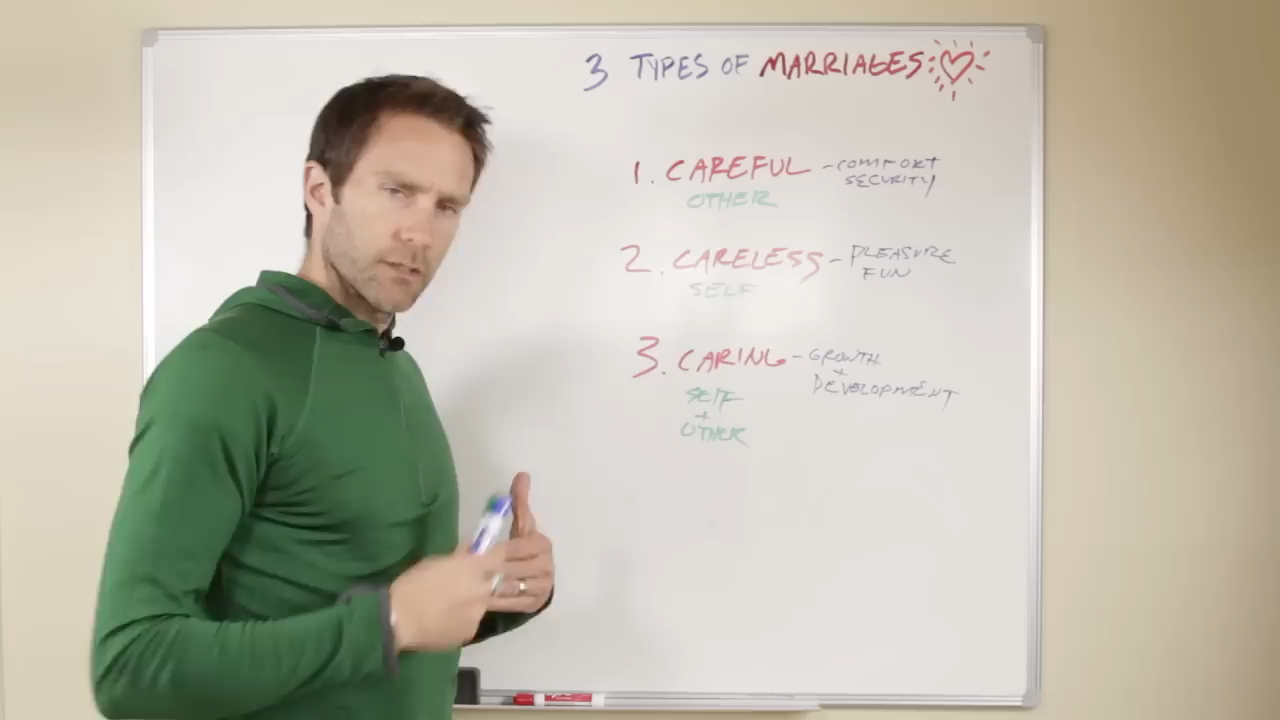 3 TYPES OF MARRIAGES:
1. CAREFUL - COMFORT
SECURITY
OTHER
2. CARELESS - PLEASURE
FUN
SELF
3. CARING - GROWTH
+
DEVELOPMENT
SELF
+
OTHER